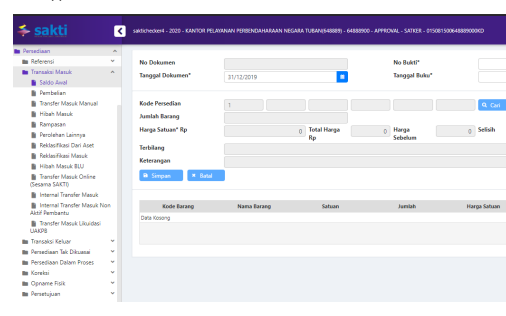 sakti
saktichecker4 - 2020 - KANTOR PELAYANAN PERBENDAHARAAN NEGARA TUBAN(648889) - 64888900 - APPROVAL - SATKER - 015081500648889000KD
Persediaan
Referensi
Transaksi Masuk
Saldo Awal
Pembelian
Transfer Masuk Manual
Hibah Masuk
Rampasan
Perolehan Lainnya
Reklasifikasi Dari Aset
Reklasifikasi Masuk
Hibah Masuk BLU
Transfer Masuk Online
(Sesama SAKTI)
Internal Transfer Masuk
Internal Transfer Masuk Non
Aktif Pembantu
Transfer Masuk Likuidasi
UAKPB
Transaksi Keluar
Persediaan Tak Dikuasai
Persediaan Dalam Proses
Koreksi
Opname Fisik
Persetujuan
No Dokumen No Bukti*
Tanggal Dokumen* 31/12/2019 Tanggal Buku*
Kode Persedian 1 Cari
Jumlah Barang
Harga Satuan* Rp 0 Total Harga Rp 0 Harga Sebelum 0 Selisih
Terbilang
Keterangan
Simpan Batal
Kode Barang Nama Barang Satuan Jumlah Harga Satuan
Data Kosong